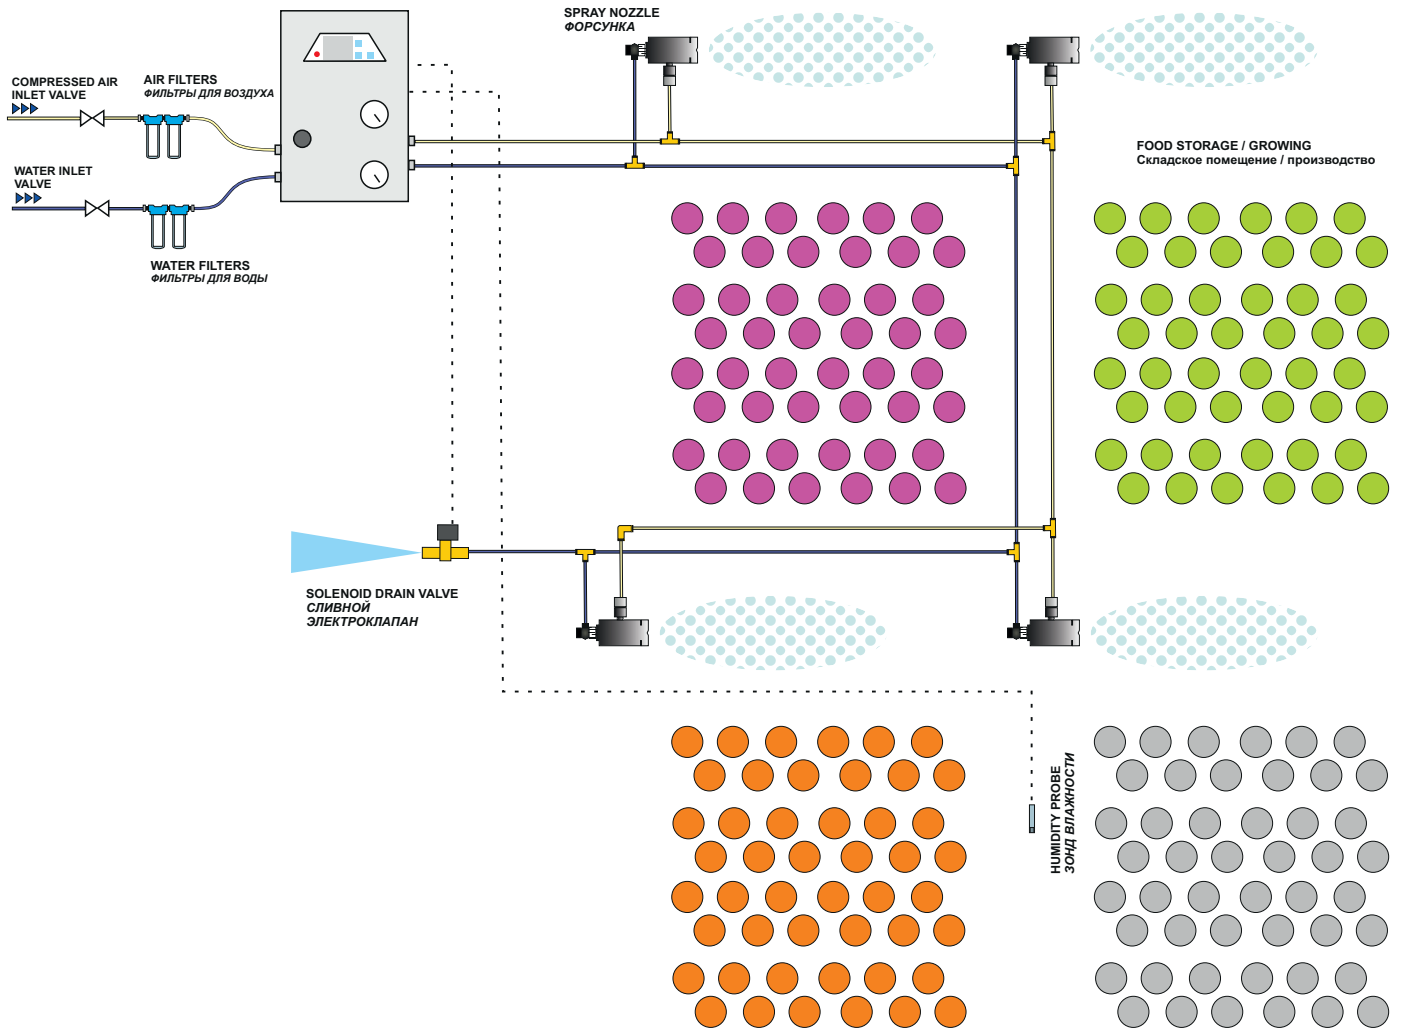 SPRAY NOZZLE
ФОРСУНКА
COMPRESSED AIR
INLET VALVE
AIR FILTERS
ФИЛЬТРЫ ДЛЯ ВОЗДУХА
FOOD STORAGE / GROWING
Складское помещение / производство
WATER INLET
VALVE
WATER FILTERS
ФИЛЬТРЫ ДЛЯ ВОДЫ
SOLENOID DRAIN VALVE
СЛИВНОЙ
ЭЛЕКТРОКЛАПАН
HUMIDITY PROBE
ЗОНД ВЛАЖНОСТИ